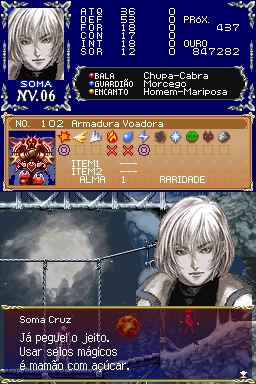 ATQ 36 0
DEF 53 0 PRÓX.
FOR 18 0 437
CON 17 0
INT 18 0 OURO
SOR 12 0 847282
SOMA
NV.06
BALA Chupa-Cabra
GUARDIÃO Morcego
ENCANTO Homem-Mariposa
NO. 102 Armadura Voadora
ITEM1 ---
ITEM2 ---
ALMA 1 RARIDADE
Soma Cruz
Já peguei o jeito.
Usar selos mágicos
é mamão com açúcar.